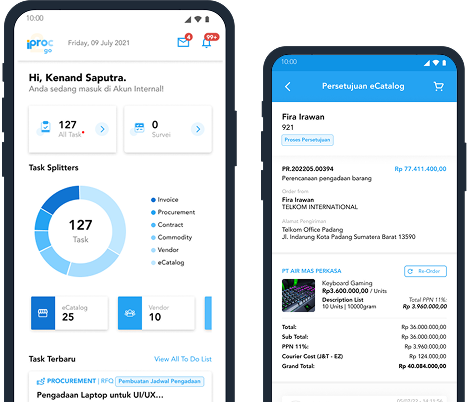 10:00
iproc
go
Friday, 09 July 2021
4
99+
Hi, Kenand Saputra.
Anda sedang masuk di Akun Internal!
127
All Task
0
Survei
Task Splitters
127
Task
Invoice
Procurement
Contract
Commodity
Vendor
eCatalog
eCatalog
25
Vendor
10
Task Terbaru
View All To Do List
PROCUREMENT | RFQ
Pembuatan Jadwal Pengadaan
Pengadaan Laptop untuk UI/UX...
10:00
Persetujuan eCatalog
Fira Irawan
921
Proses Persetujuan
PR.202205.00394
Rp 77.411.400,00
Perencanaan pengadaan barang
Order from
Fira Irawan
TELKOM INTERNATIONAL
Alamat Pengiriman
Telkom Office Padang
Jl. Indarung Kota Padang Sumatera Barat 13590
PT AIR MAS PERKASA
Re-Order
Keyboard Gaming
Rp3.600.000,00 / Units
Description List
10 Units | 10000gram
Total PPN 11%:
Rp 3.960.000,00
Total: Rp 36.000.000,00
Sub Total: Rp 36.000.000,00
PPN 11%: Rp 3.960.000,00
Courier Cost (J&T - EZ) Rp 124.000,00
Grand Total: Rp 40.084.000,00